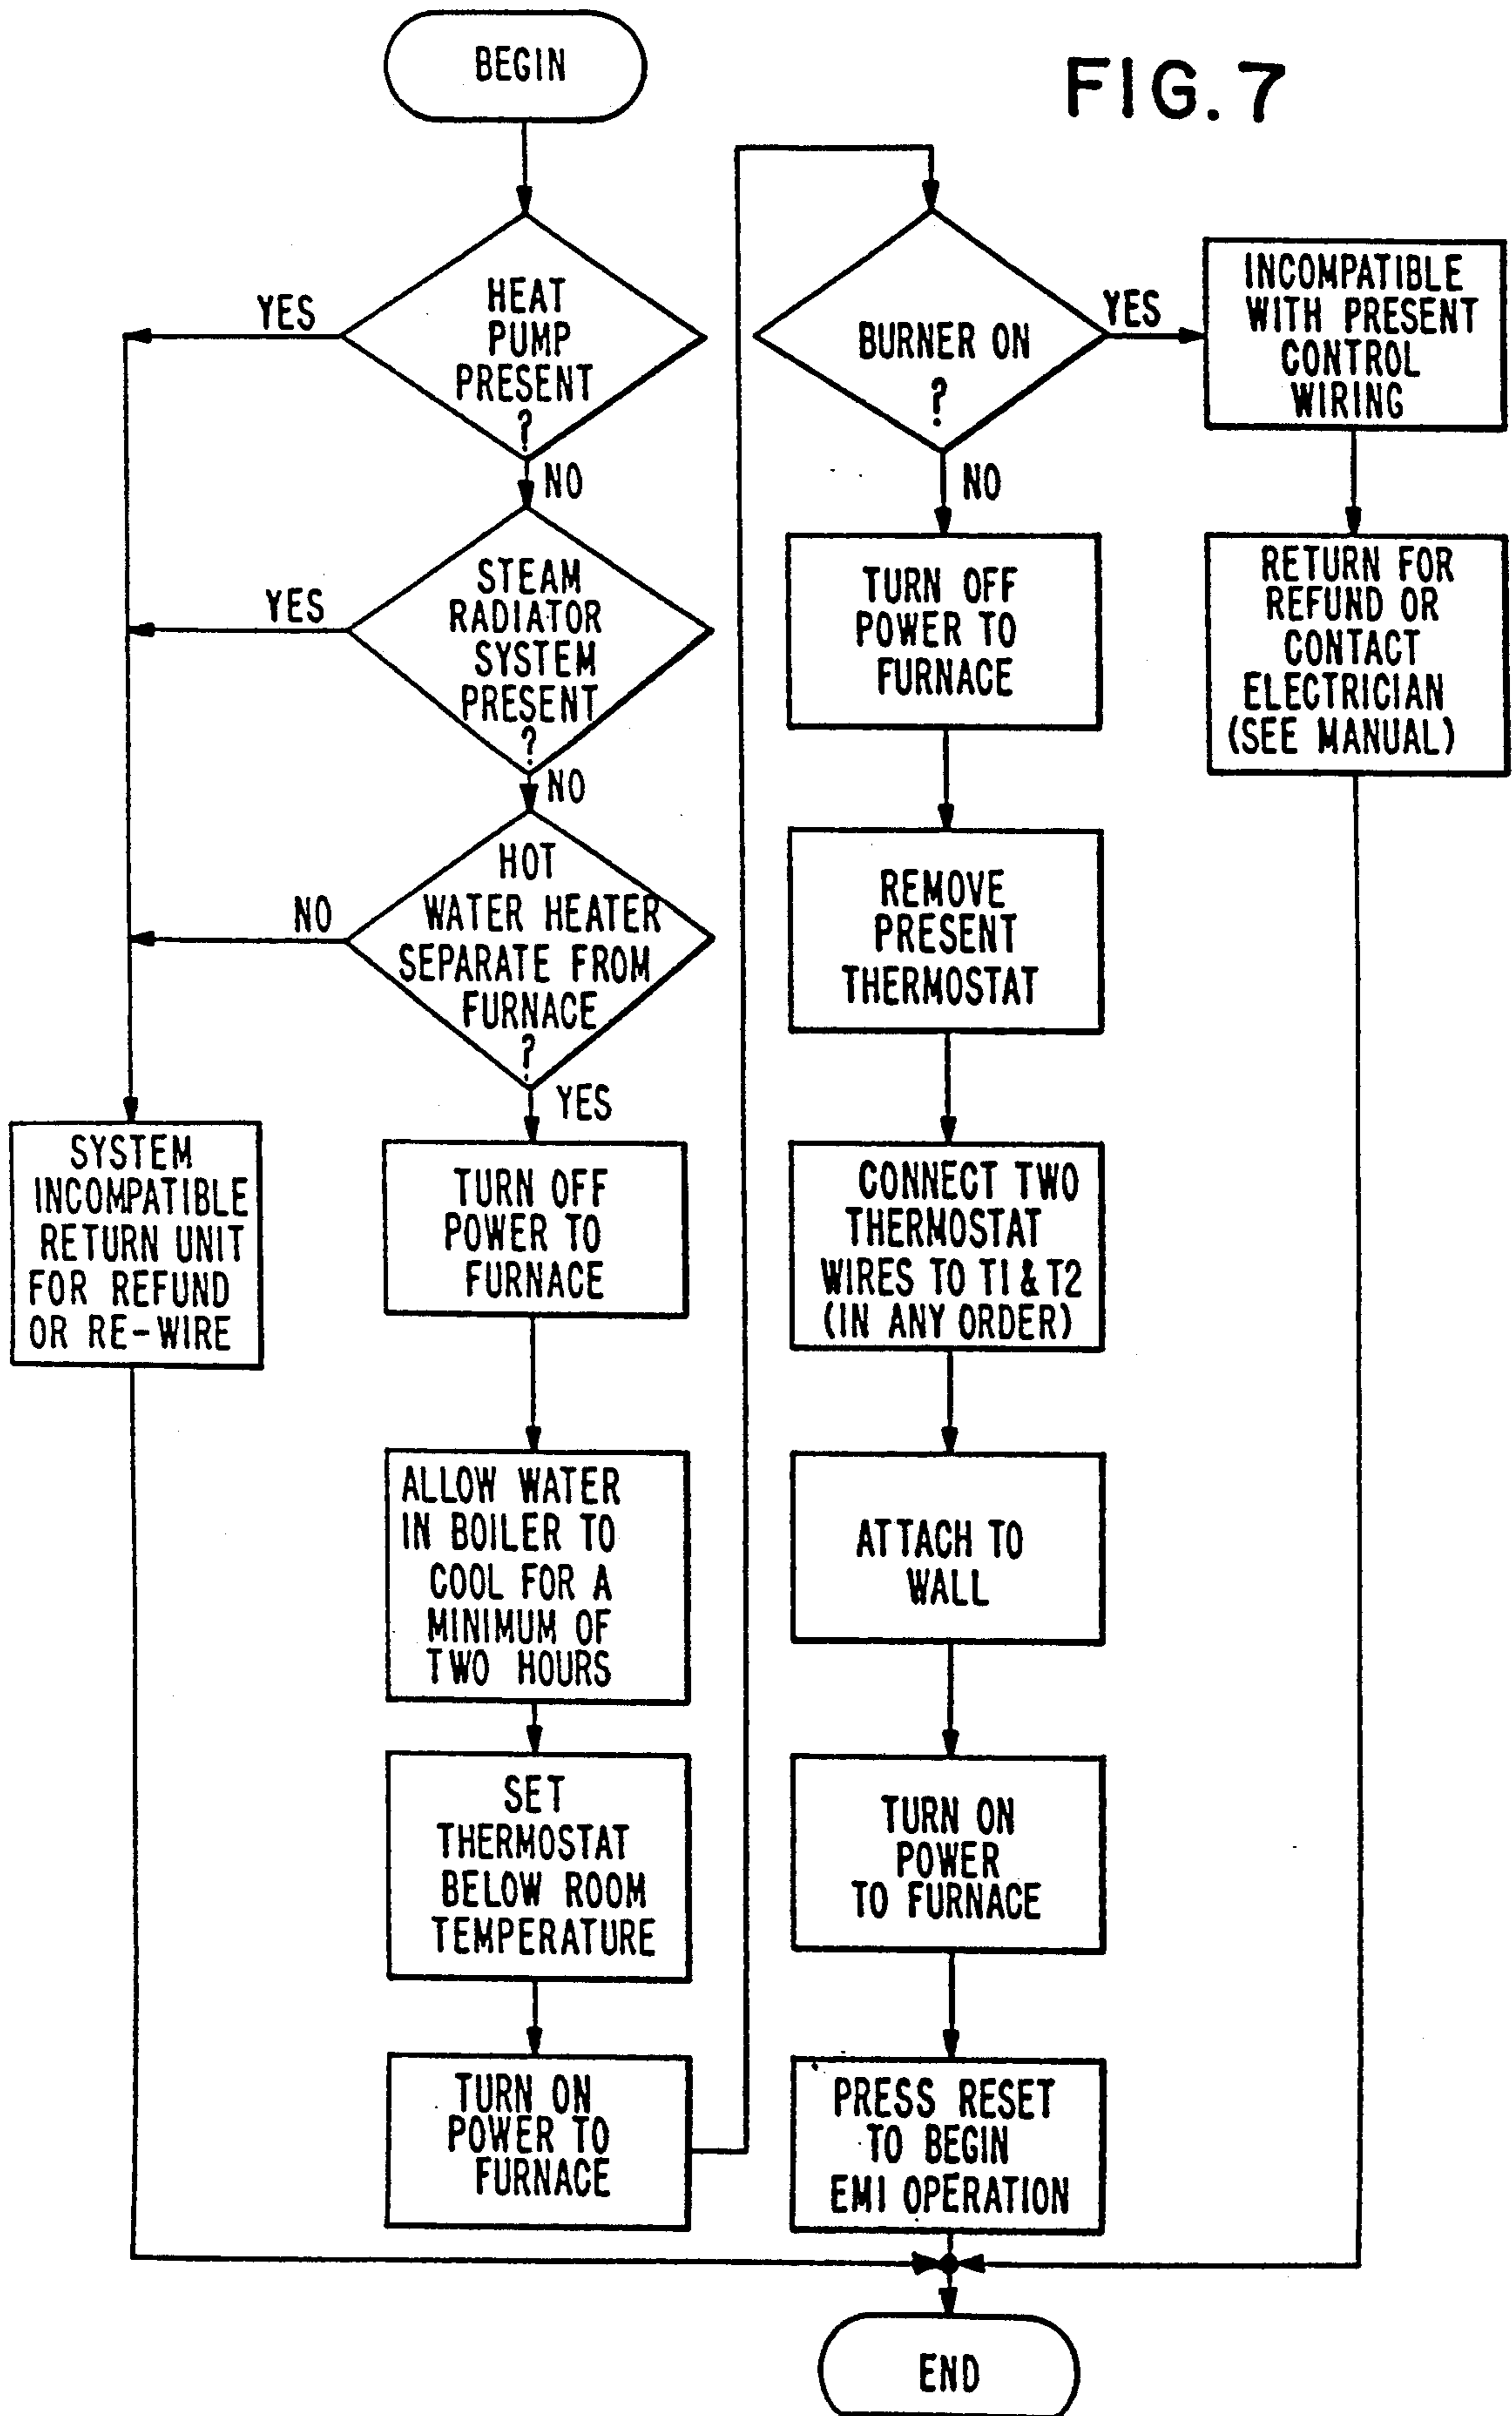 BEGIN
FIG. 7
HEAT
PUMP
PRESENT
?
YES
NO
STEAM
RADIATOR
SYSTEM
PRESENT
?
YES
NO
HOT
WATER HEATER
SEPARATE FROM
FURNACE
?
NO
YES
SYSTEM
INCOMPATIBLE
RETURN UNIT
FOR REFUND
OR RE-WIRE
TURN OFF
POWER TO
FURNACE
ALLOW WATER
IN BOILER TO
COOL FOR A
MINIMUM OF
TWO HOURS
SET
THERMOSTAT
BELOW ROOM
TEMPERATURE
TURN ON
POWER TO
FURNACE
BURNER ON
?
YES
NO
INCOMPATIBLE
WITH PRESENT
CONTROL
WIRING
RETURN FOR
REFUND OR
CONTACT
ELECTRICIAN
(SEE MANUAL)
TURN OFF
POWER TO
FURNACE
REMOVE
PRESENT
THERMOSTAT
CONNECT TWO
THERMOSTAT
WIRES TO T1 & T2
(IN ANY ORDER)
ATTACH TO
WALL
TURN ON
POWER
TO FURNACE
PRESS RESET
TO BEGIN
EMI OPERATION
END